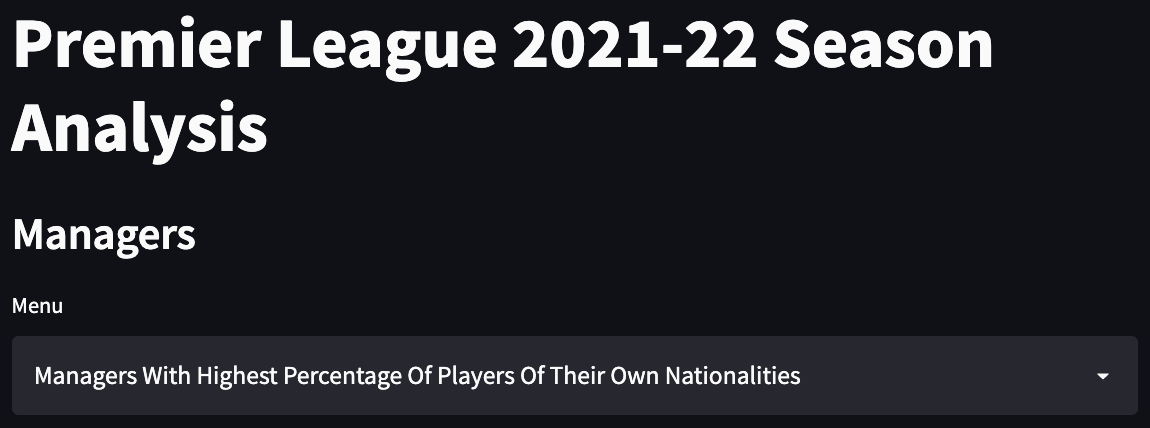 Premier League 2021-22 Season
Analysis
Managers
Menu
Managers With Highest Percentage Of Players Of Their Own Nationalities